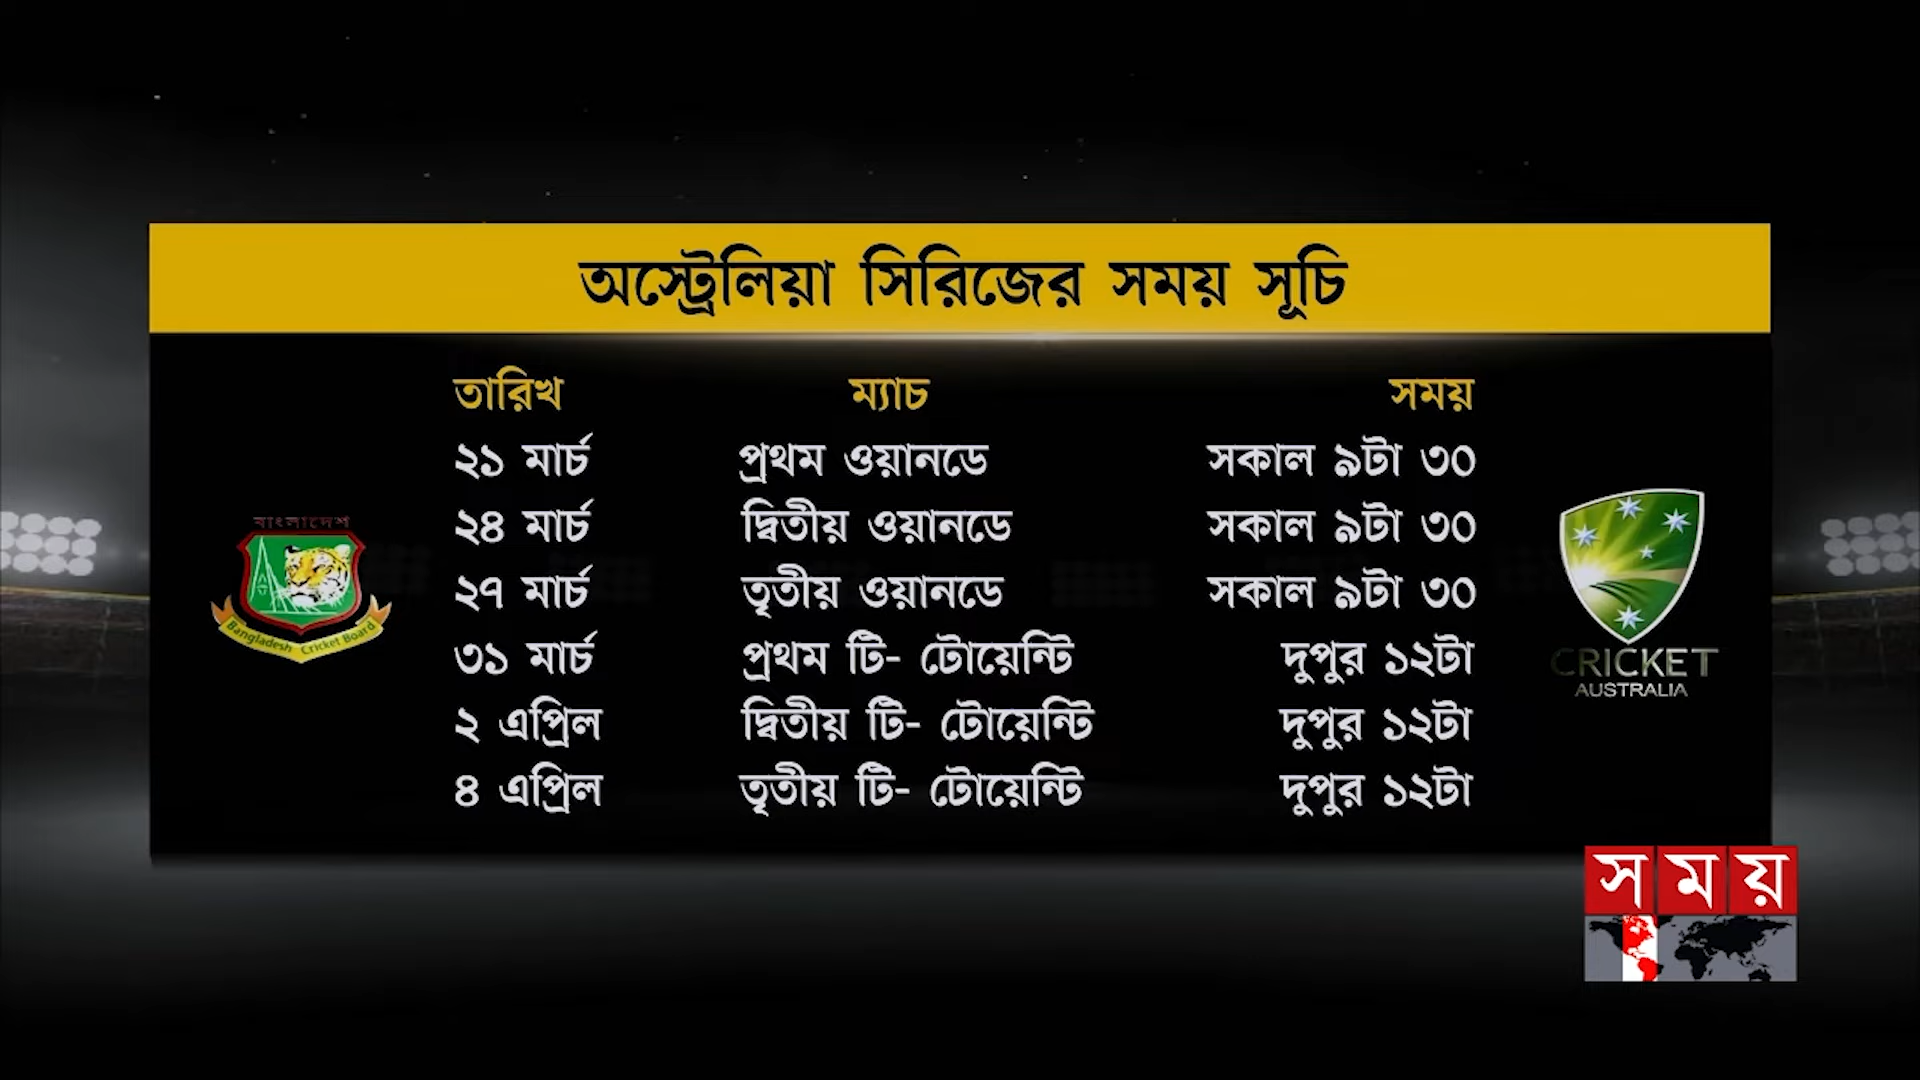 অস্ট্রেলিয়া সিরিজের সময় সূচি
তারিখ ম্যাচ সময়
২১ মার্চ প্রথম ওয়ানডে সকাল ৯টা ৩০
২৪ মার্চ দ্বিতীয় ওয়ানডে সকাল ৯টা ৩০
২৭ মার্চ তৃতীয় ওয়ানডে সকাল ৯টা ৩০
৩১ মার্চ প্রথম টি- টোয়েন্টি দুপুর ১২টা
২ এপ্রিল দ্বিতীয় টি- টোয়েন্টি দুপুর ১২টা
৪ এপ্রিল তৃতীয় টি- টোয়েন্টি দুপুর ১২টা
বাংলাদেশ
Bangladesh Cricket Board
CRICKET
AUSTRALIA
সময়